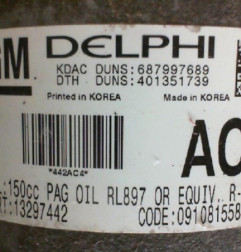 GM DELPHI
KDAC DUNS:687997689
DTH - DUNS:401351739
Printed in KOREA Made in KOREA
*442AC4*
AC
150cc PAG OIL RL897 OR EQUIV. R-
:13297442 CODE:091081558